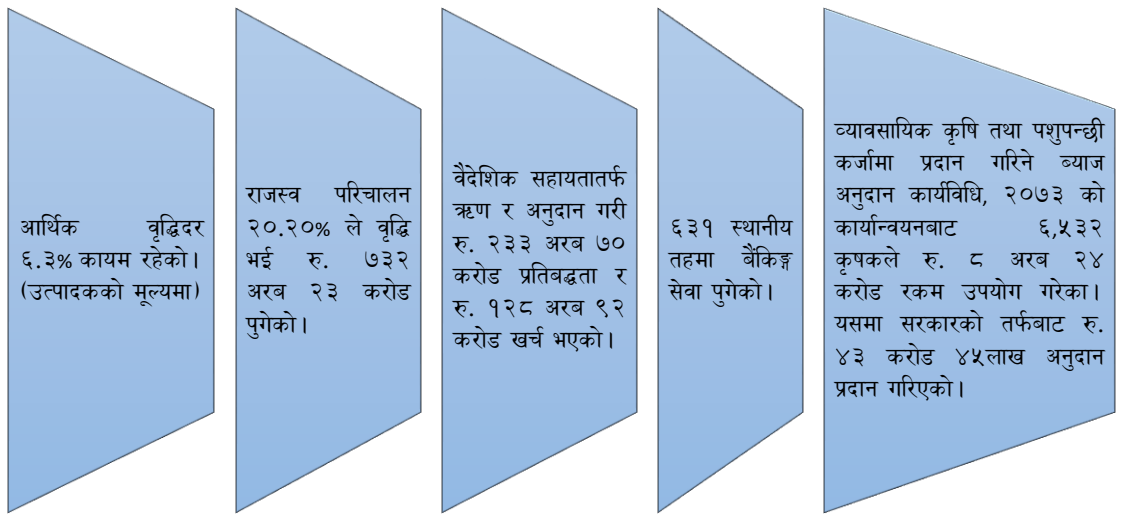 आर्थिक वृद्धिदर
६.३% कायम रहेको।
(उत्पादकको मूल्यमा)
राजस्व परिचालन
२०.२०% ले वृद्धि
भई रु. ७३२
अरब २३ करोड
पुगेको।
वैदेशिक सहायतातर्फ
ऋण र अनुदान गरी
रु. २३३ अरब ७०
करोड प्रतिबद्धता र
रु. १२८ अरब ९२
करोड खर्च भएको।
६३१ स्थानीय
तहमा बैंकिङ्ग
सेवा पुगेको।
व्यावसायिक कृषि तथा पशुपन्छी
कर्जामा प्रदान गरिने ब्याज
अनुदान कार्यविधि, २०७३ को
कार्यान्वयनबाट ६,५३२
कृषकले रु. ८ अरब २४
करोड रकम उपयोग गरेका।
यसमा सरकारको तर्फबाट रु.
४३ करोड ४५लाख अनुदान
प्रदान गरिएको।